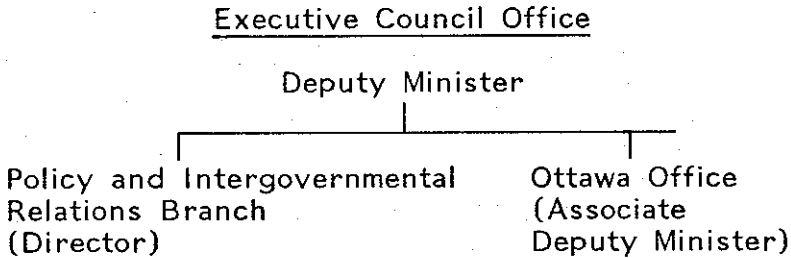 Executive Council Office
Deputy Minister
Policy and Intergovernmental
Relations Branch
(Director)
Ottawa Office
(Associate
Deputy Minister)